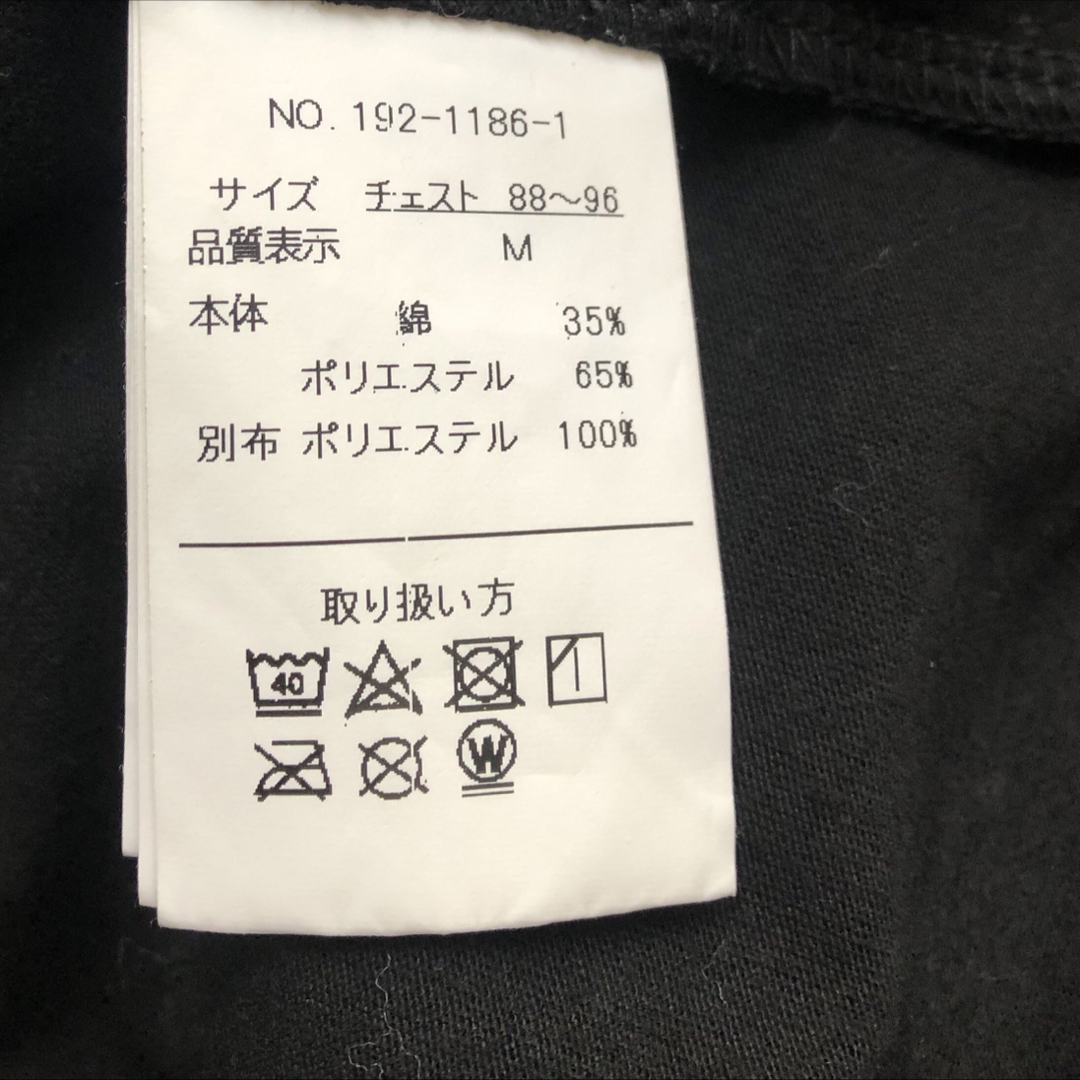 NO. 192-1186-1
サイズ チェスト 88～96
品質表示 M
本体 綿 35%
ポリエステル 65%
別布 ポリエステル 100%
取り扱い方
40
W